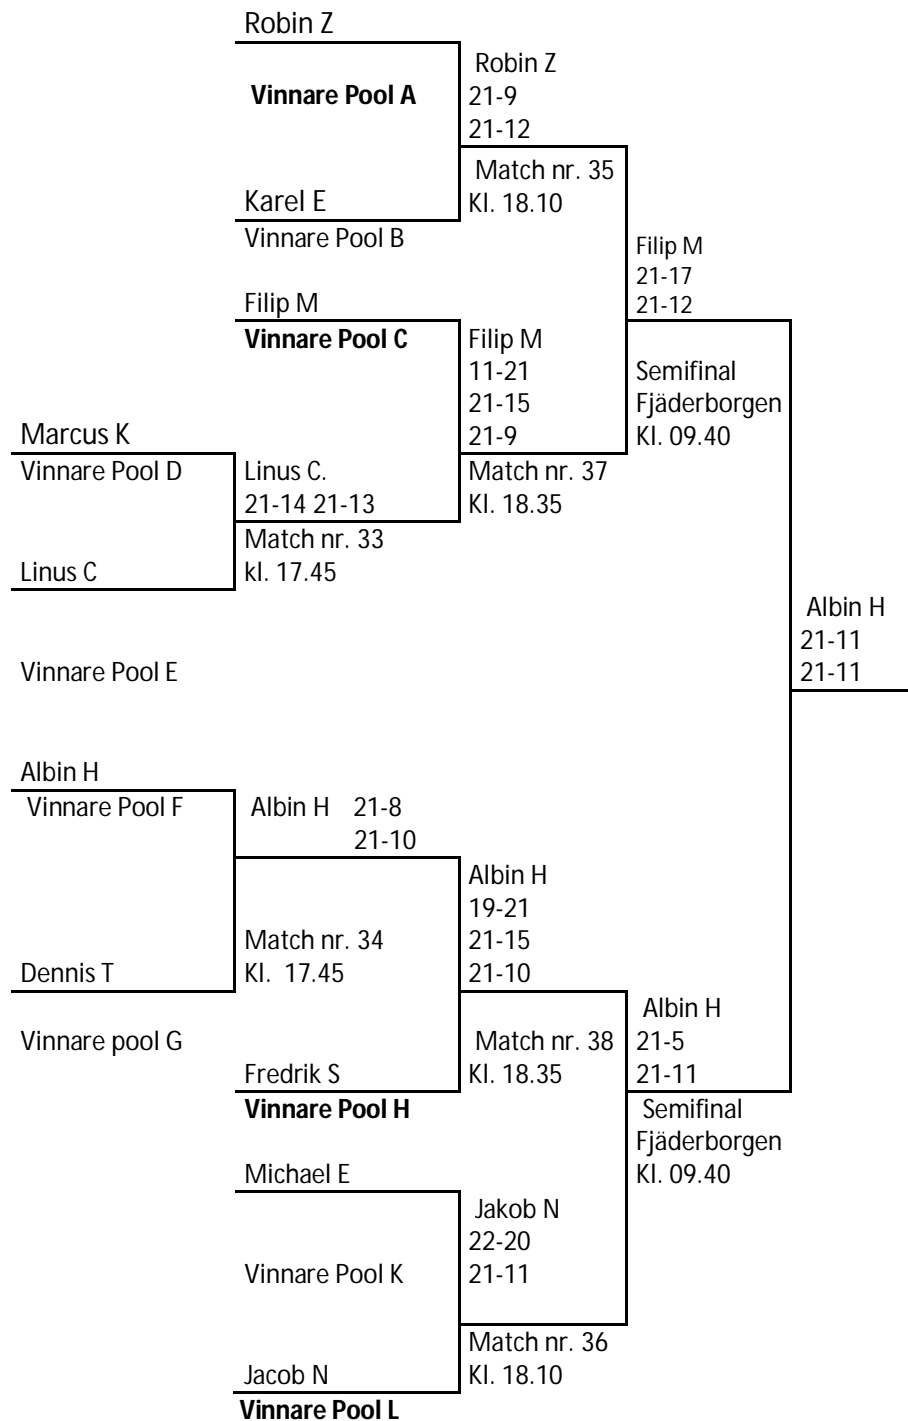 Robin Z
Robin Z
Vinnare Pool A
21-9
21-12
Match nr. 35
Karel E
Kl. 18.10
Vinnare Pool B
Filip M
21-17
Filip M
21-12
Vinnare Pool C
Filip M
11-21
Semifinal
21-15
Fjäderborgen
Marcus K
21-9
Kl. 09.40
Vinnare Pool D
Linus C.
Match nr. 37
21-14 21-13
Kl. 18.35
Match nr. 33
Linus C
kl. 17.45
Albin H
21-11
Vinnare Pool E
21-11
Albin H
Vinnare Pool F
Albin H 21-8
21-10
Albin H
19-21
Match nr. 34
21-15
Dennis T
Kl. 17.45
21-10
Albin H
Vinnare pool G
Match nr. 38
21-5
Fredrik S
Kl. 18.35
21-11
Vinnare Pool H
Semifinal
Fjäderborgen
Michael E
Kl. 09.40
Jakob N
22-20
Vinnare Pool K
21-11
Match nr. 36
Jacob N
Kl. 18.10
Vinnare Pool L